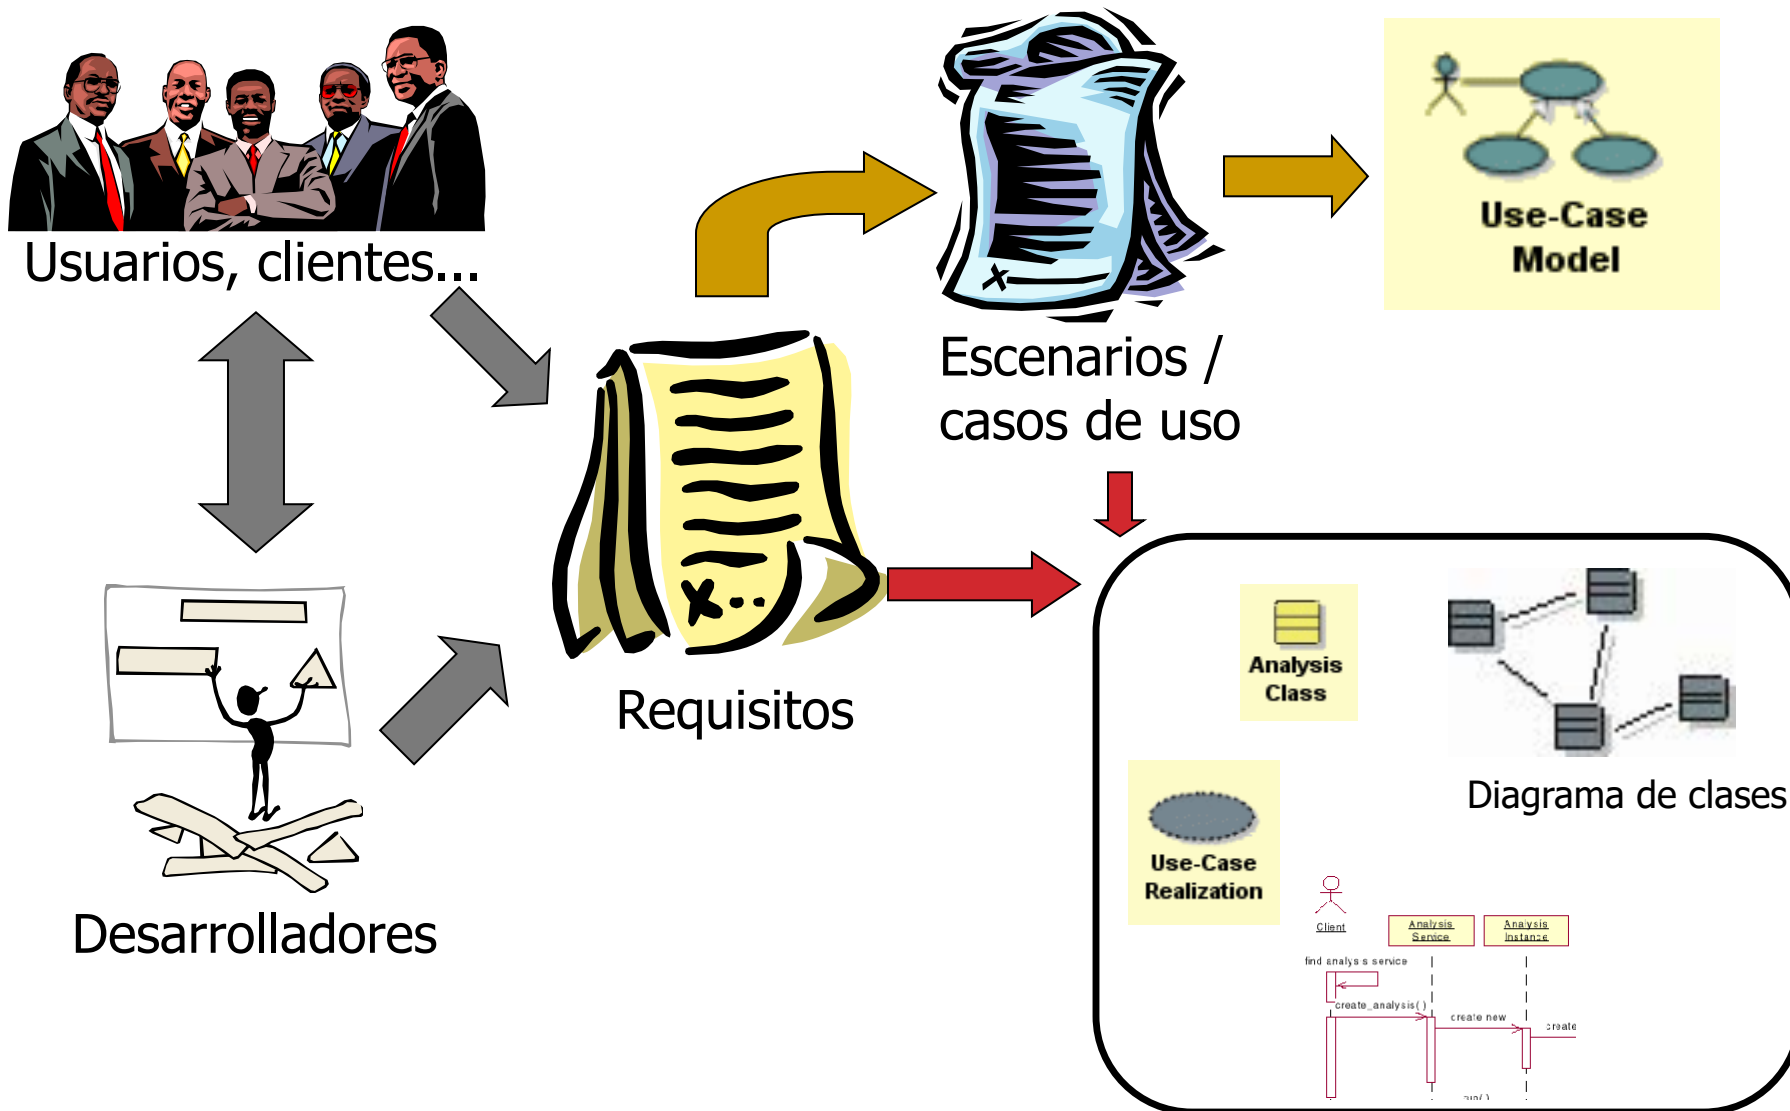 Usuarios, clientes...
Use-Case
Model
Escenarios /
casos de uso
Requisitos
Desarrolladores
Analysis
Class
Diagrama de clases
Use-Case
Realization
Client
Analysis
Service
Analysis
Instance
find analys s service
create_analysis( )
create new
create